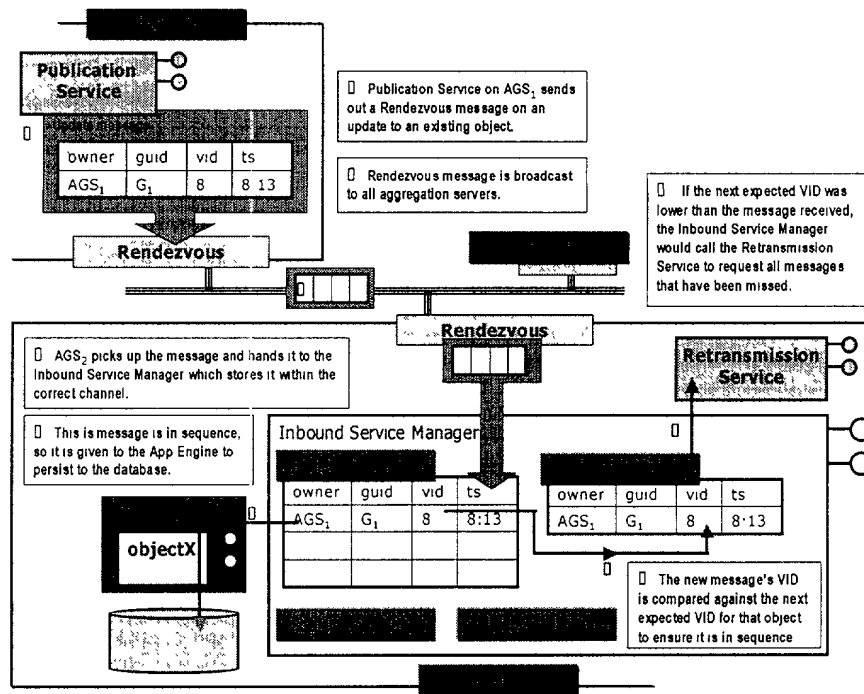 Publication
Service
owner guid vid ts
AGS₁ G₁ 8 8 13
Rendezvous
Publication Service on AGS₁ sends
out a Rendezvous message on an
update to an existing object.
Rendezvous message is broadcast
to all aggregation servers.
If the next expected VID was
lower than the message received,
the Inbound Service Manager
would call the Retransmission
Service to request all messages
that have been missed.
Rendezvous
AGS₂ picks up the message and hands it to the
Inbound Service Manager which stores it within the
correct channel.
Retransmission
Service
This is message is in sequence,
so it is given to the App Engine to
persist to the database.
Inbound Service Manager
owner guid vid ts
AGS₁ G₁ 8 8:13
owner guid vid ts
AGS₁ G₁ 8 8·13
objectX
The new message's VID
is compared against the next
expected VID for that object
to ensure it is in sequence